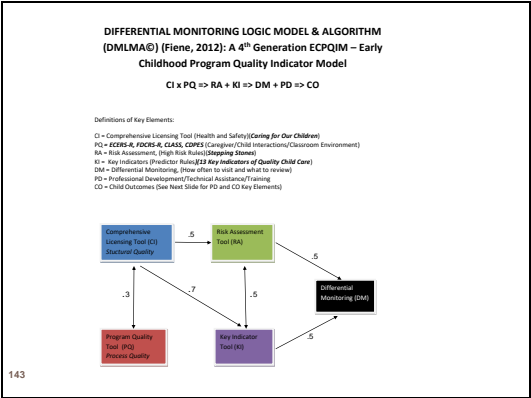 DIFFERENTIAL MONITORING LOGIC MODEL & ALGORITHM
(DMLMA©) (Fiene, 2012): A 4th Generation ECPQIM – Early
Childhood Program Quality Indicator Model
CI x PQ => RA + KI => DM + PD => CO
Definitions of Key Elements:
CI = Comprehensive Licensing Tool (Health and Safety)(Caring for Our Children)
PQ = ECERS-R, FDCRS-R, CLASS, CDPES (Caregiver/Child Interactions/Classroom Environment)
RA = Risk Assessment, (High Risk Rules)(Stepping Stones)
KI = Key Indicators (Predictor Rules)(13 Key Indicators of Quality Child Care)
DM = Differential Monitoring, (How often to visit and what to review)
PD = Professional Development/Technical Assistance/Training
CO = Child Outcomes (See Next Slide for PD and CO Key Elements)
Comprehensive
Licensing Tool (CI)
Stuctural Quality
.5
Risk Assessment
Tool (RA)
.5
Differential
Monitoring (DM)
.3
.7
.5
.5
Program Quality
Tool (PQ)
Process Quality
Key Indicator
Tool (KI)
143